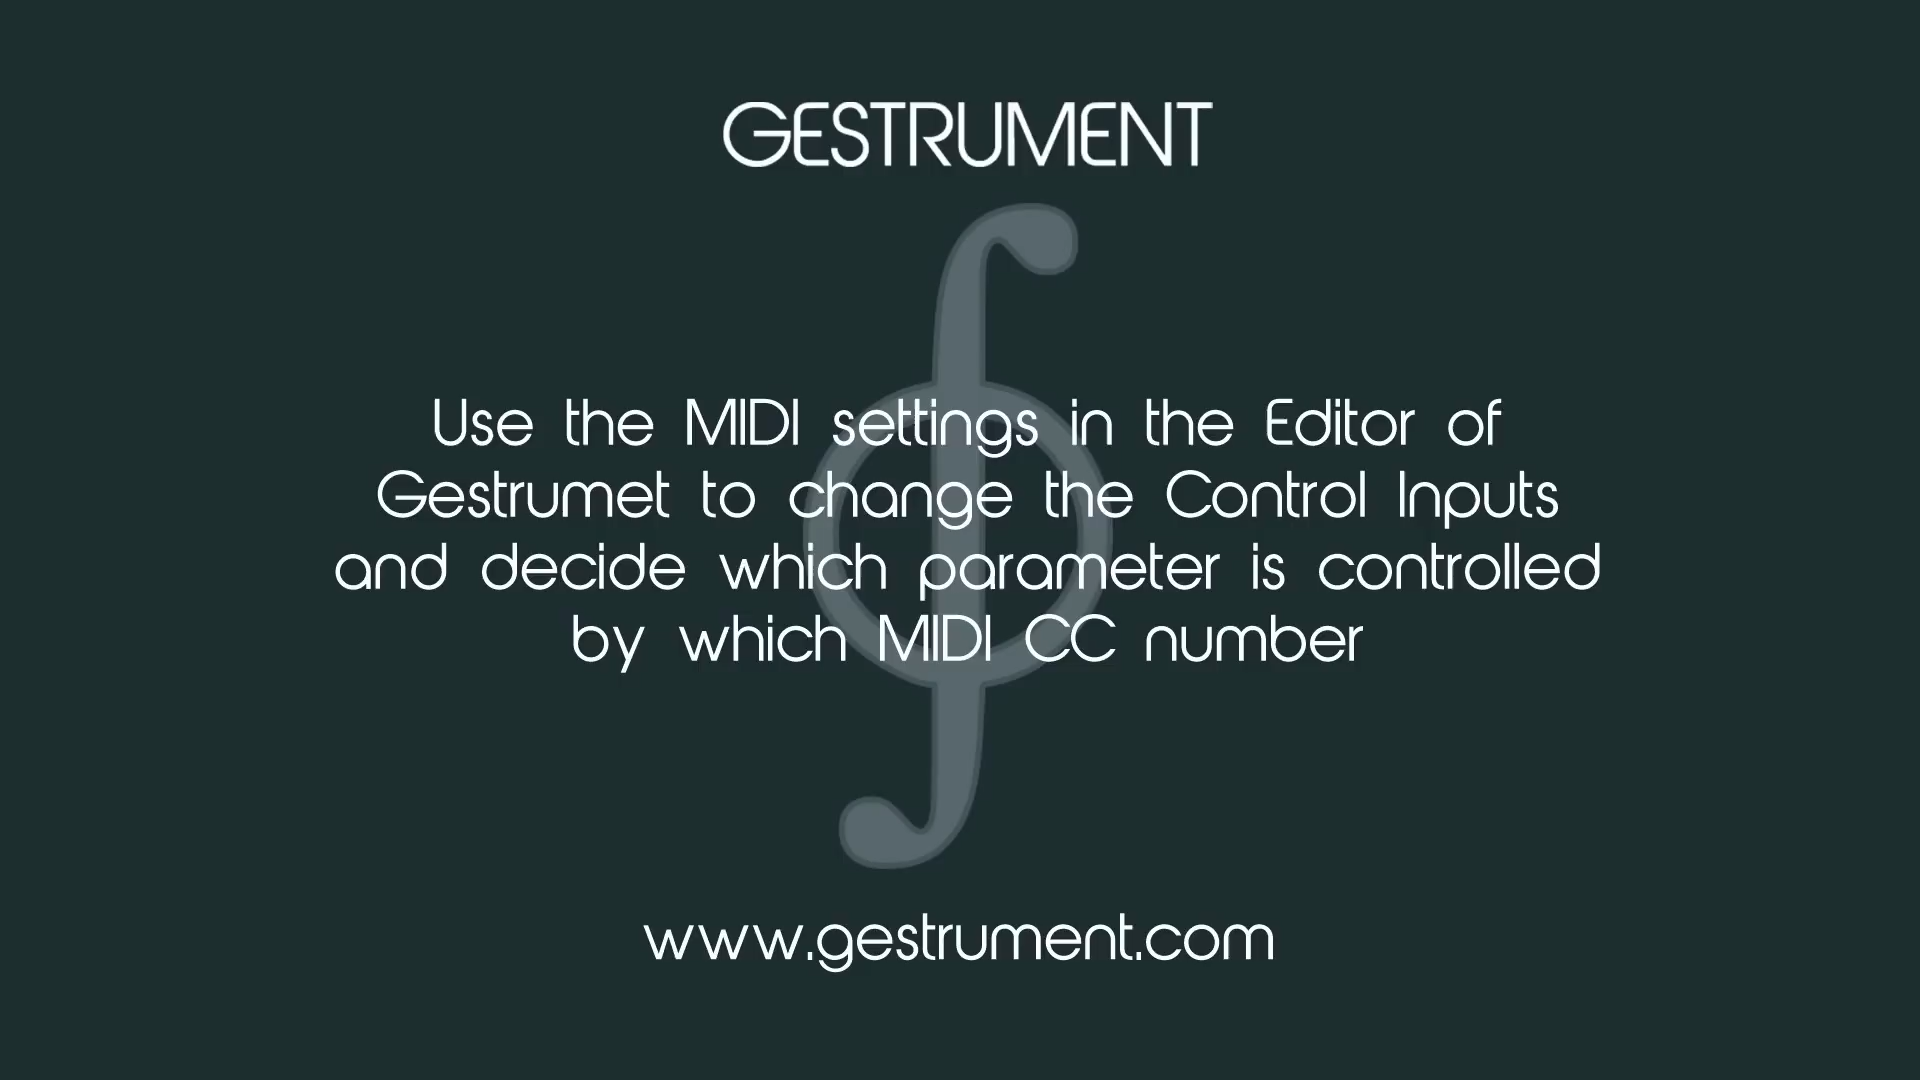 GESTRUMENT
Use the MIDI settings in the Editor of
Gestrumet to change the Control Inputs
and decide which parameter is controlled
by which MIDI CC number
www.gestrument.com